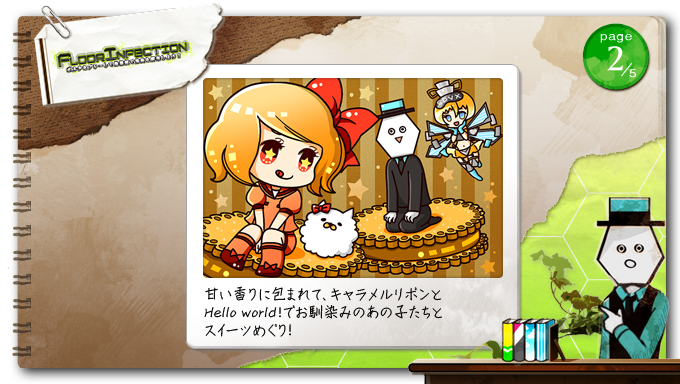 FLOOR INFECTION
page
2/5
甘い香りに包まれて、キャラメルリボンと
Hello world!でお馴染みのあの子たちと
スイーツめぐり!